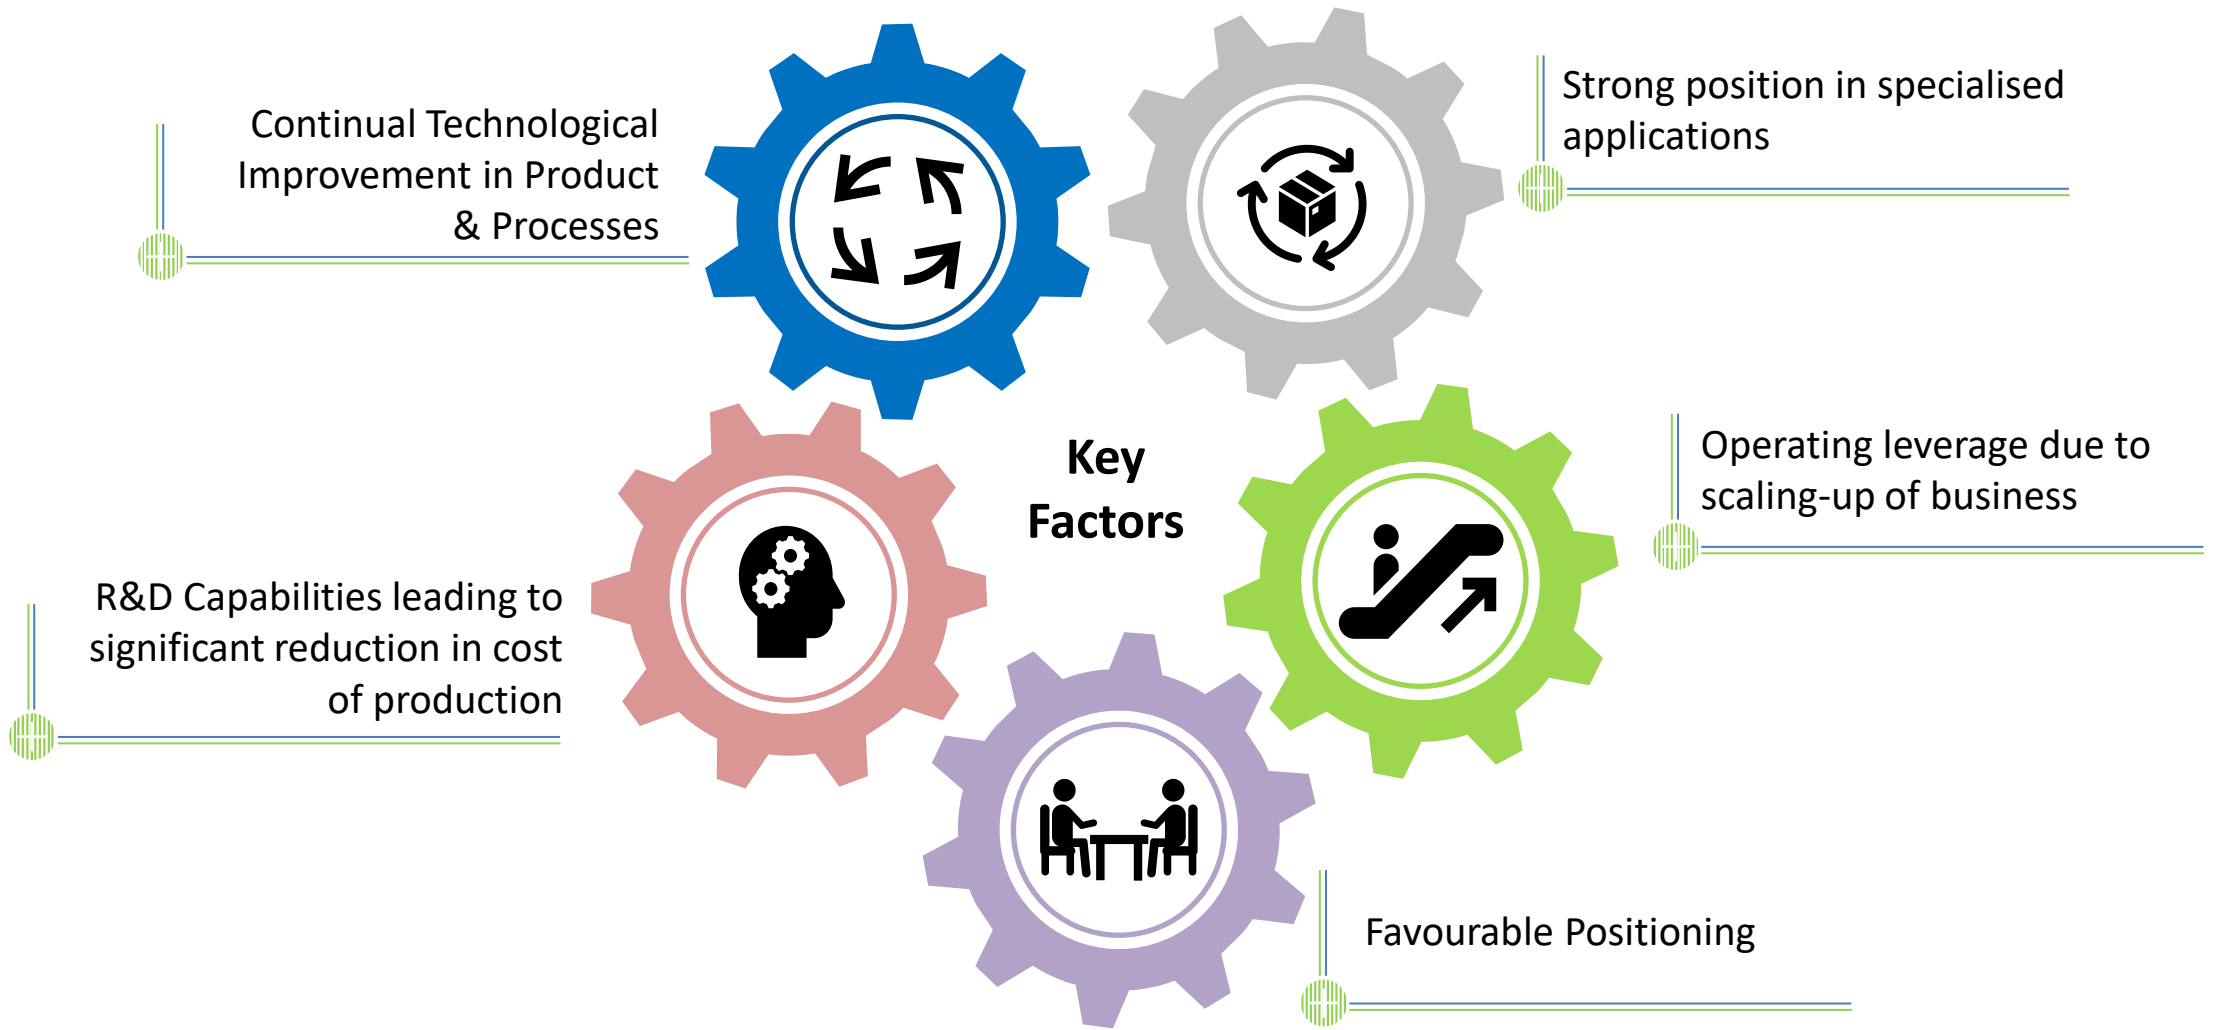 Continual Technological
Improvement in Product
& Processes
Strong position in specialised
applications
Key
Factors
Operating leverage due to
scaling-up of business
R&D Capabilities leading to
significant reduction in cost
of production
Favourable Positioning